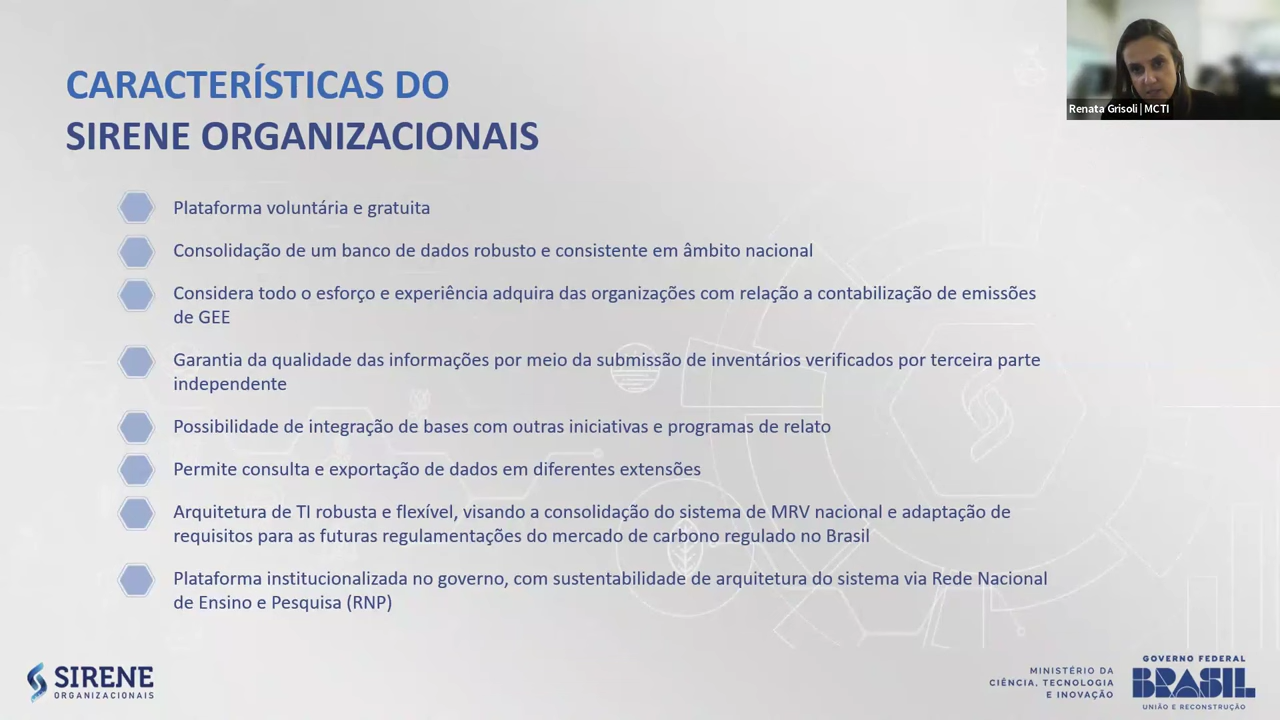 CARACTERÍSTICAS DO
SIRENE ORGANIZACIONAIS
Renata Grisoli | MCTI
Plataforma voluntária e gratuita
Consolidação de um banco de dados robusto e consistente em âmbito nacional
Considera todo o esforço e experiência adquira das organizações com relação a contabilização de emissões
de GEE
Garantia da qualidade das informações por meio da submissão de inventários verificados por terceira parte
independente
Possibilidade de integração de bases com outras iniciativas e programas de relato
Permite consulta e exportação de dados em diferentes extensões
Arquitetura de TI robusta e flexível, visando a consolidação do sistema de MRV nacional e adaptação de
requisitos para as futuras regulamentações do mercado de carbono regulado no Brasil
Plataforma institucionalizada no governo, com sustentabilidade de arquitetura do sistema via Rede Nacional
de Ensino e Pesquisa (RNP)
SIRENE
ORGANIZACIONAIS
MINISTÉRIO DA
CIÊNCIA, TECNOLOGIA
E INOVAÇÃO
GOVERNO FEDERAL
BRASIL
UNIÃO E RECONSTRUÇÃO